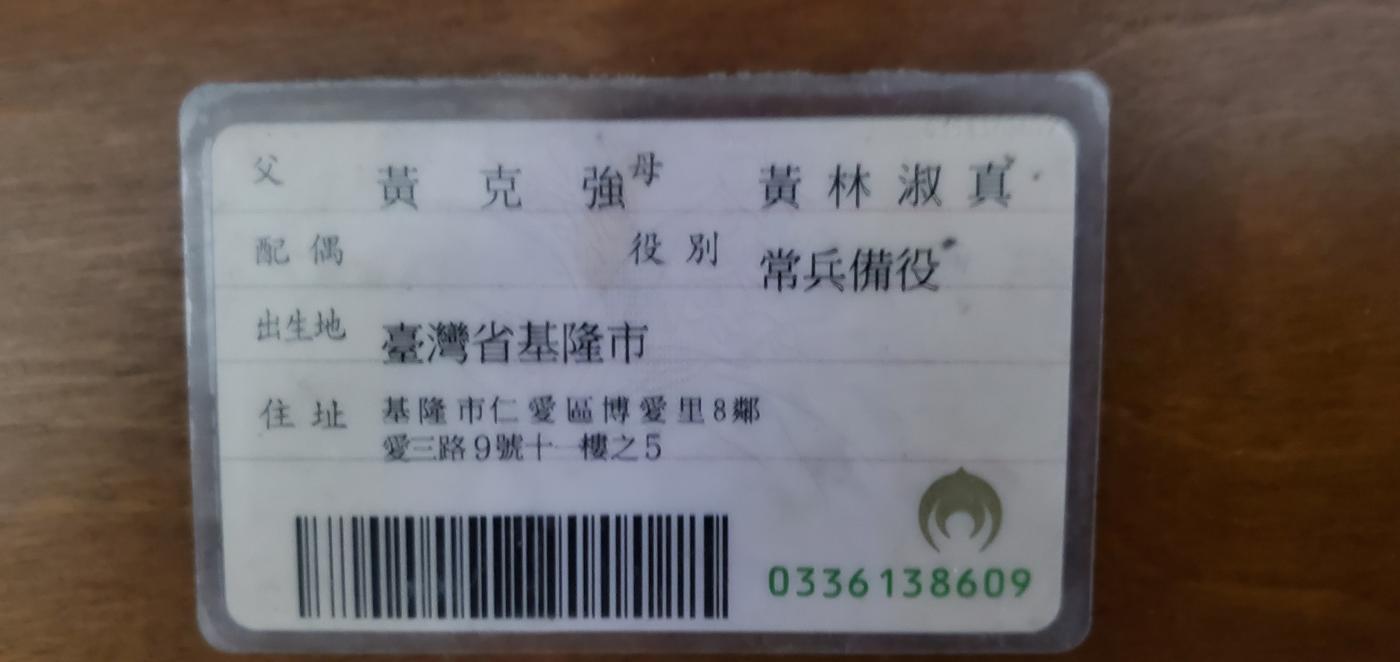 父 黃克強 母 黃林淑真
配偶 役別 常兵備役
出生地 臺灣省基隆市
住址 基隆市仁愛區博愛里8鄰
愛三路9號十一樓之5
0336138609